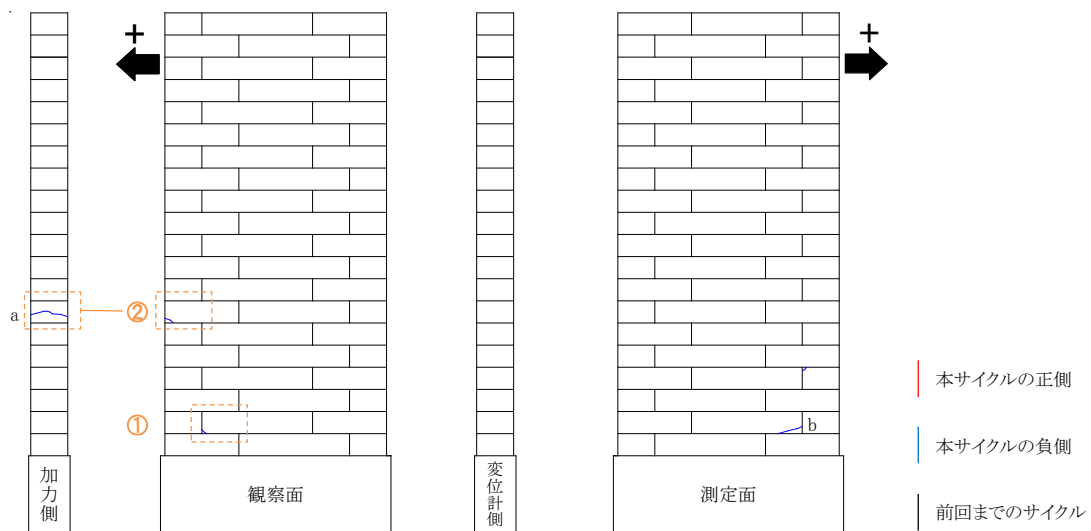 +
+
a
②
①
b
本サイクルの正側
本サイクルの負側
前回までのサイクル
加力側
観察面
変位計側
測定面